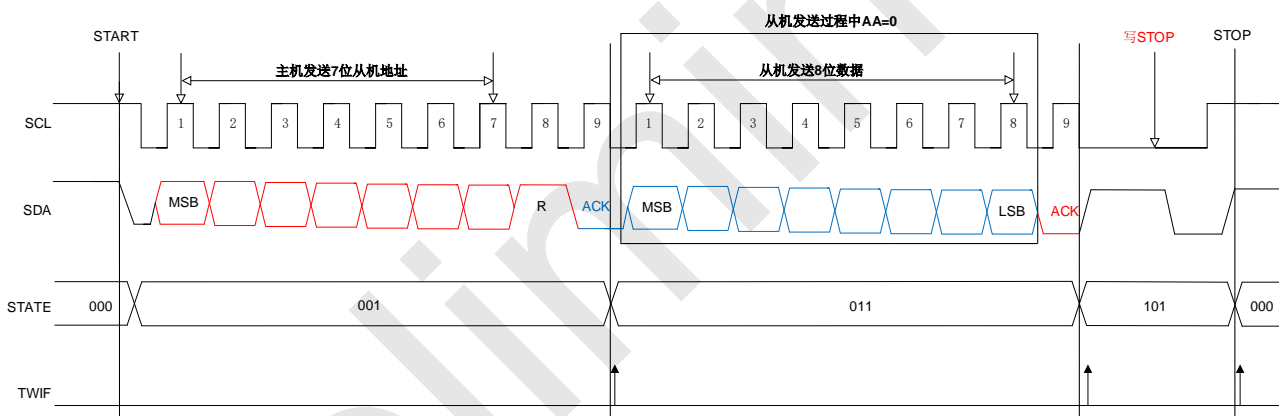 从机发送过程中AA=0
START
写STOP
STOP
主机发送7位从机地址
从机发送8位数据
SCL
1 2 3 4 5 6 7 8 9 1 2 3 4 5 6 7 8 9
SDA
MSB R ACK MSB LSB ACK
STATE
000 001 011 101 000
TWIF